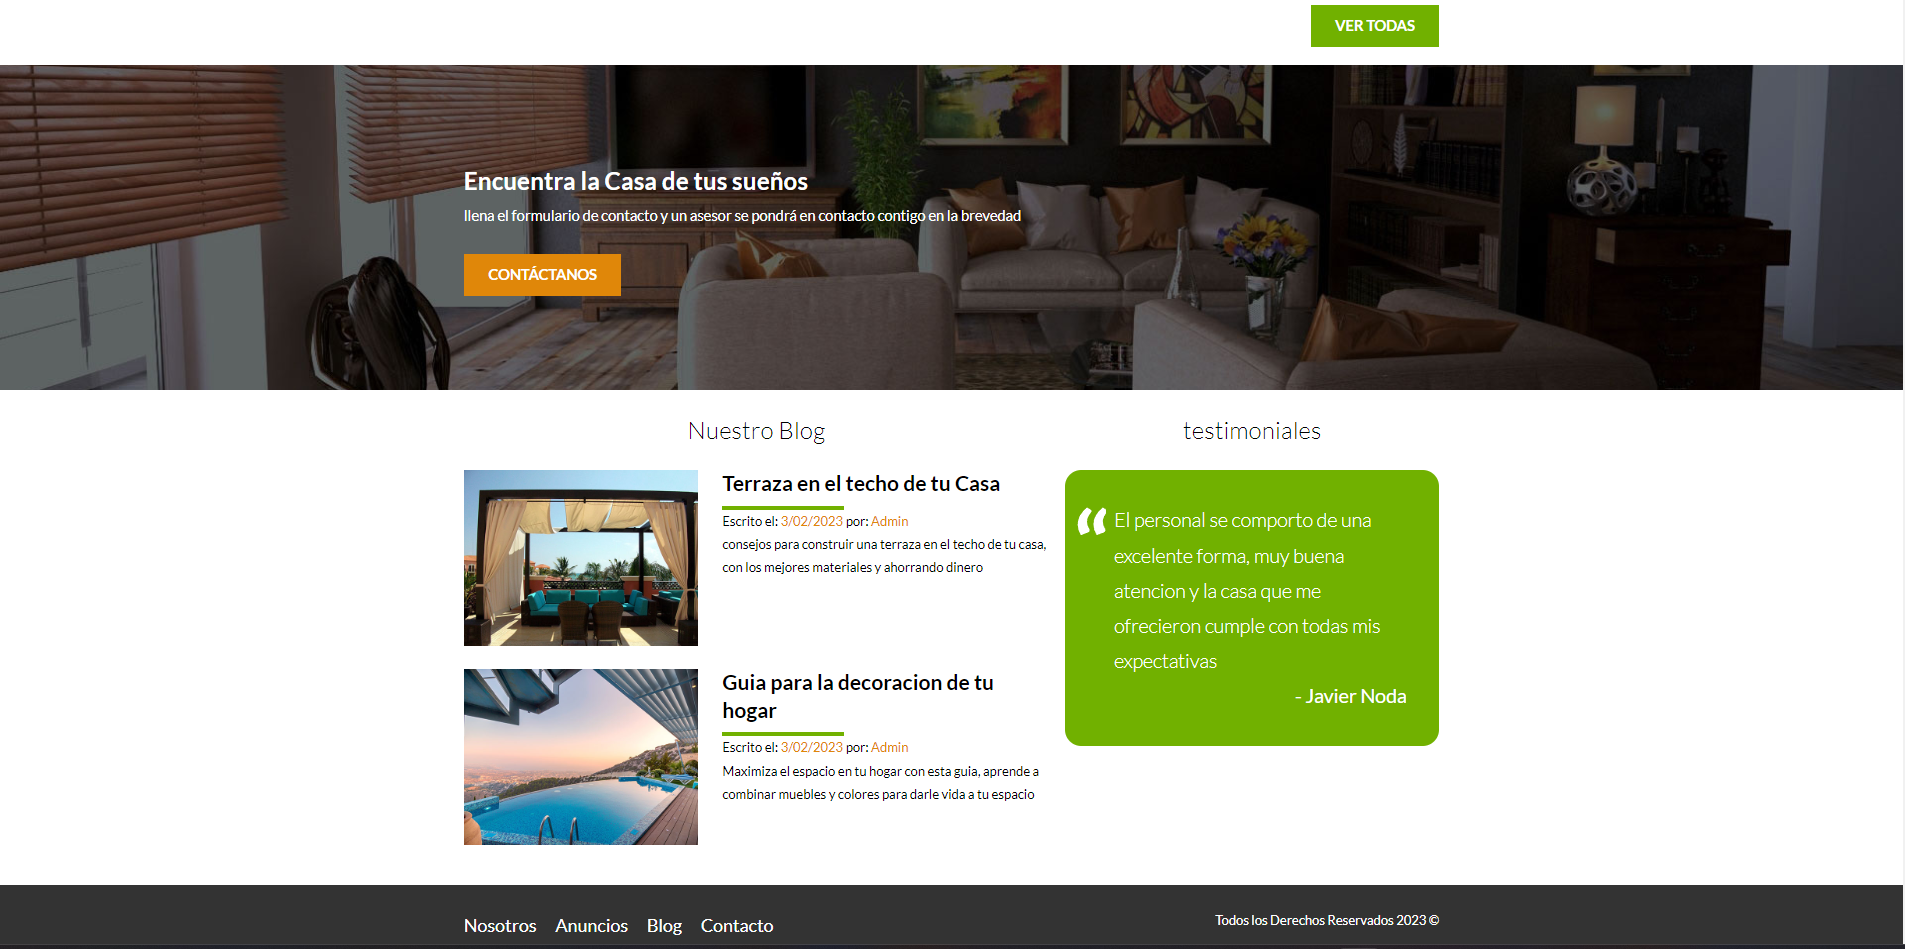 VER TODAS
Encuentra la Casa de tus sueños
llena el formulario de contacto y un asesor se pondrá en contacto contigo en la brevedad
CONTÁCTANOS
Nuestro Blog
Terraza en el techo de tu Casa
Escrito el: 3/02/2023 por: Admin
consejos para construir una terraza en el techo de tu casa,
con los mejores materiales y ahorrando dinero
Guia para la decoracion de tu
hogar
Escrito el: 3/02/2023 por: Admin
Maximiza el espacio en tu hogar con esta guia, aprende a
combinar muebles y colores para darle vida a tu espacio
testimoniales
“ El personal se comporto de una
excelente forma, muy buena
atencion y la casa que me
ofrecieron cumple con todas mis
expectativas
- Javier Noda
Nosotros Anuncios Blog Contacto
Todos los Derechos Reservados 2023 ©